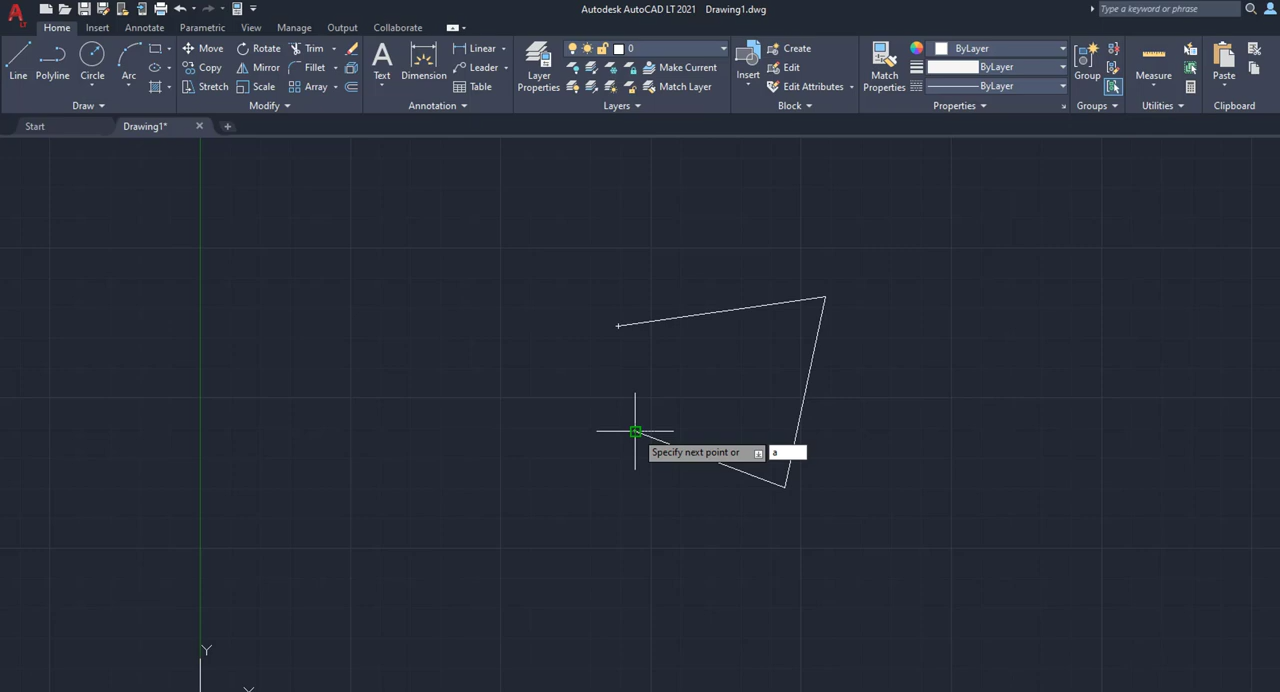 Autodesk AutoCAD LT 2021 Drawing1.dwg
Type a keyword or phrase
A
LT
Home Insert Annotate Parametric View Manage Output Collaborate
Line Polyline Circle Arc
Move Rotate Trim
Copy Mirror Fillet
Stretch Scale Array
Text Dimension
Linear
Leader
Table
Layer Properties
0
Make Current
Match Layer
Insert
Create
Edit
Edit Attributes
Match Properties
ByLayer
ByLayer
ByLayer
Group
Measure
Paste
Draw Modify Annotation Layers Block Properties Groups Utilities Clipboard
Start Drawing1* +
Specify next point or a
Y